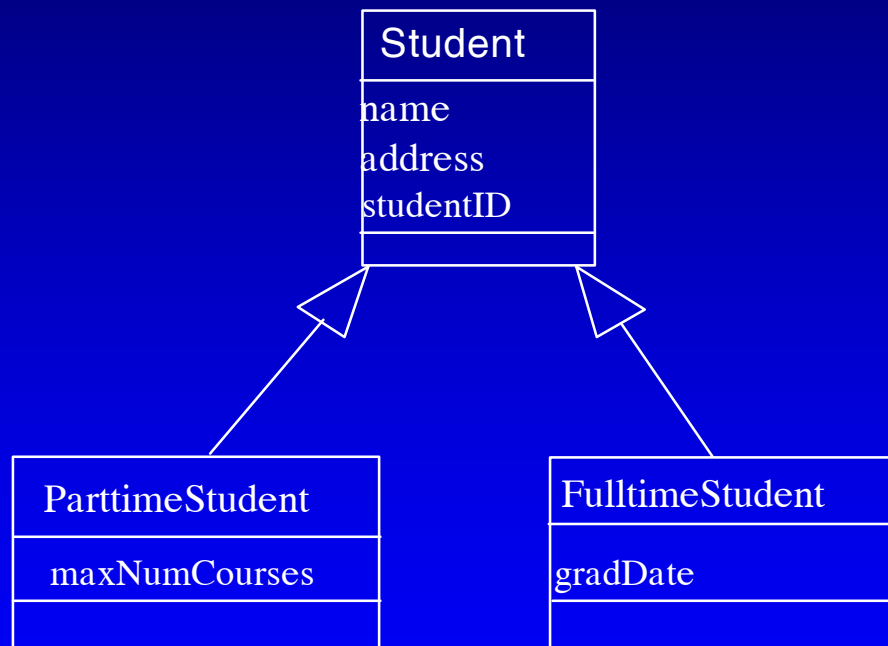 Student
name
address
studentID
ParttimeStudent
maxNumCourses
FulltimeStudent
gradDate